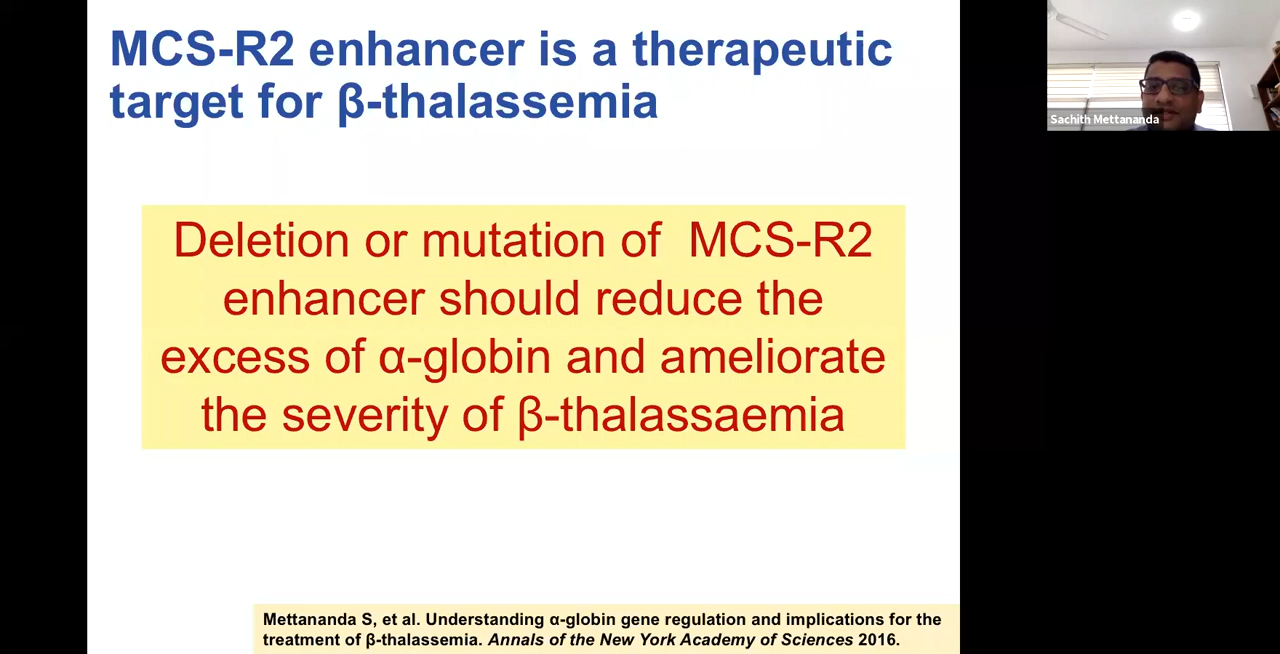 MCS-R2 enhancer is a therapeutic
target for β-thalassemia
Deletion or mutation of  MCS-R2
enhancer should reduce the
excess of α-globin and ameliorate
the severity of β-thalassaemia
Mettananda S, et al. Understanding α-globin gene regulation and implications for the
treatment of β-thalassemia. Annals of the New York Academy of Sciences 2016.
Sachith Mettananda